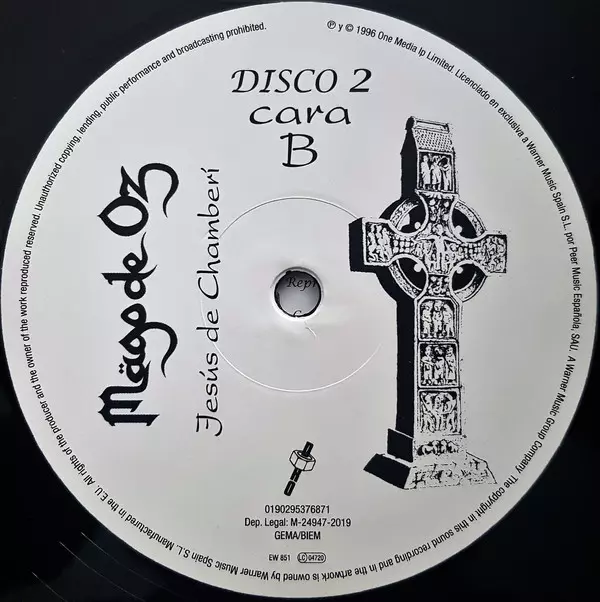 DISCO 2
cara
B
Mägo de Oz
Jesús de Chamberí
Repr
0190295376871
Dep. Legal: M-24947-2019
GEMA/BIEM
EW 851 LC 04720
All rights of the producer and the owner of the work reproduced reserved. Unauthorized copying, lending, public performance and broadcasting prohibited.
P y © 1996 One Media Ip Limited. Licenciado en exclusiva a Warner Music Spain S.L. por Peer Music Española, SAU. A Warner Music Group Company. The copyright in this sound recording and in the artwork is owned by Warner Music Spain S.L. Manufactured in the E.U.